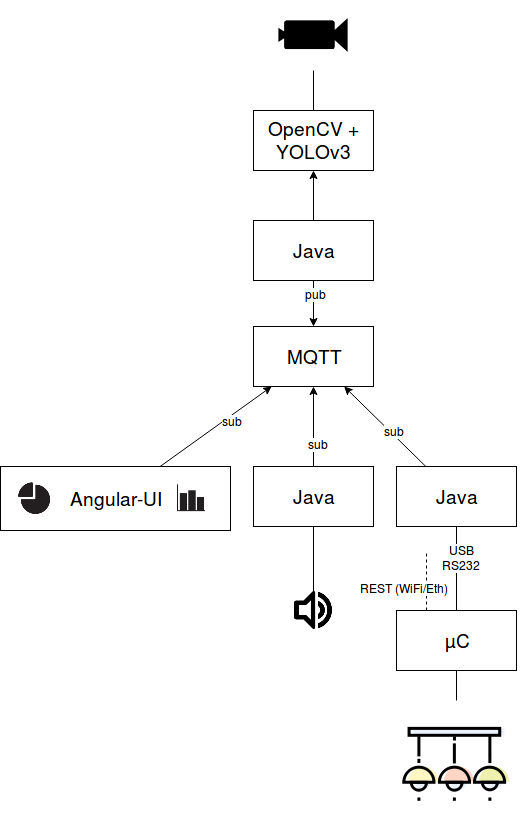 OpenCV +
YOLOv3
Java
pub
MQTT
sub
sub
sub
Angular-UI
Java
Java
USB
RS232
REST (WiFi/Eth)
µC